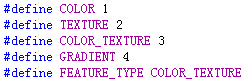 #define COLOR 1
#define TEXTURE 2
#define COLOR_TEXTURE 3
#define GRADIENT 4
#define FEATURE_TYPE COLOR_TEXTURE